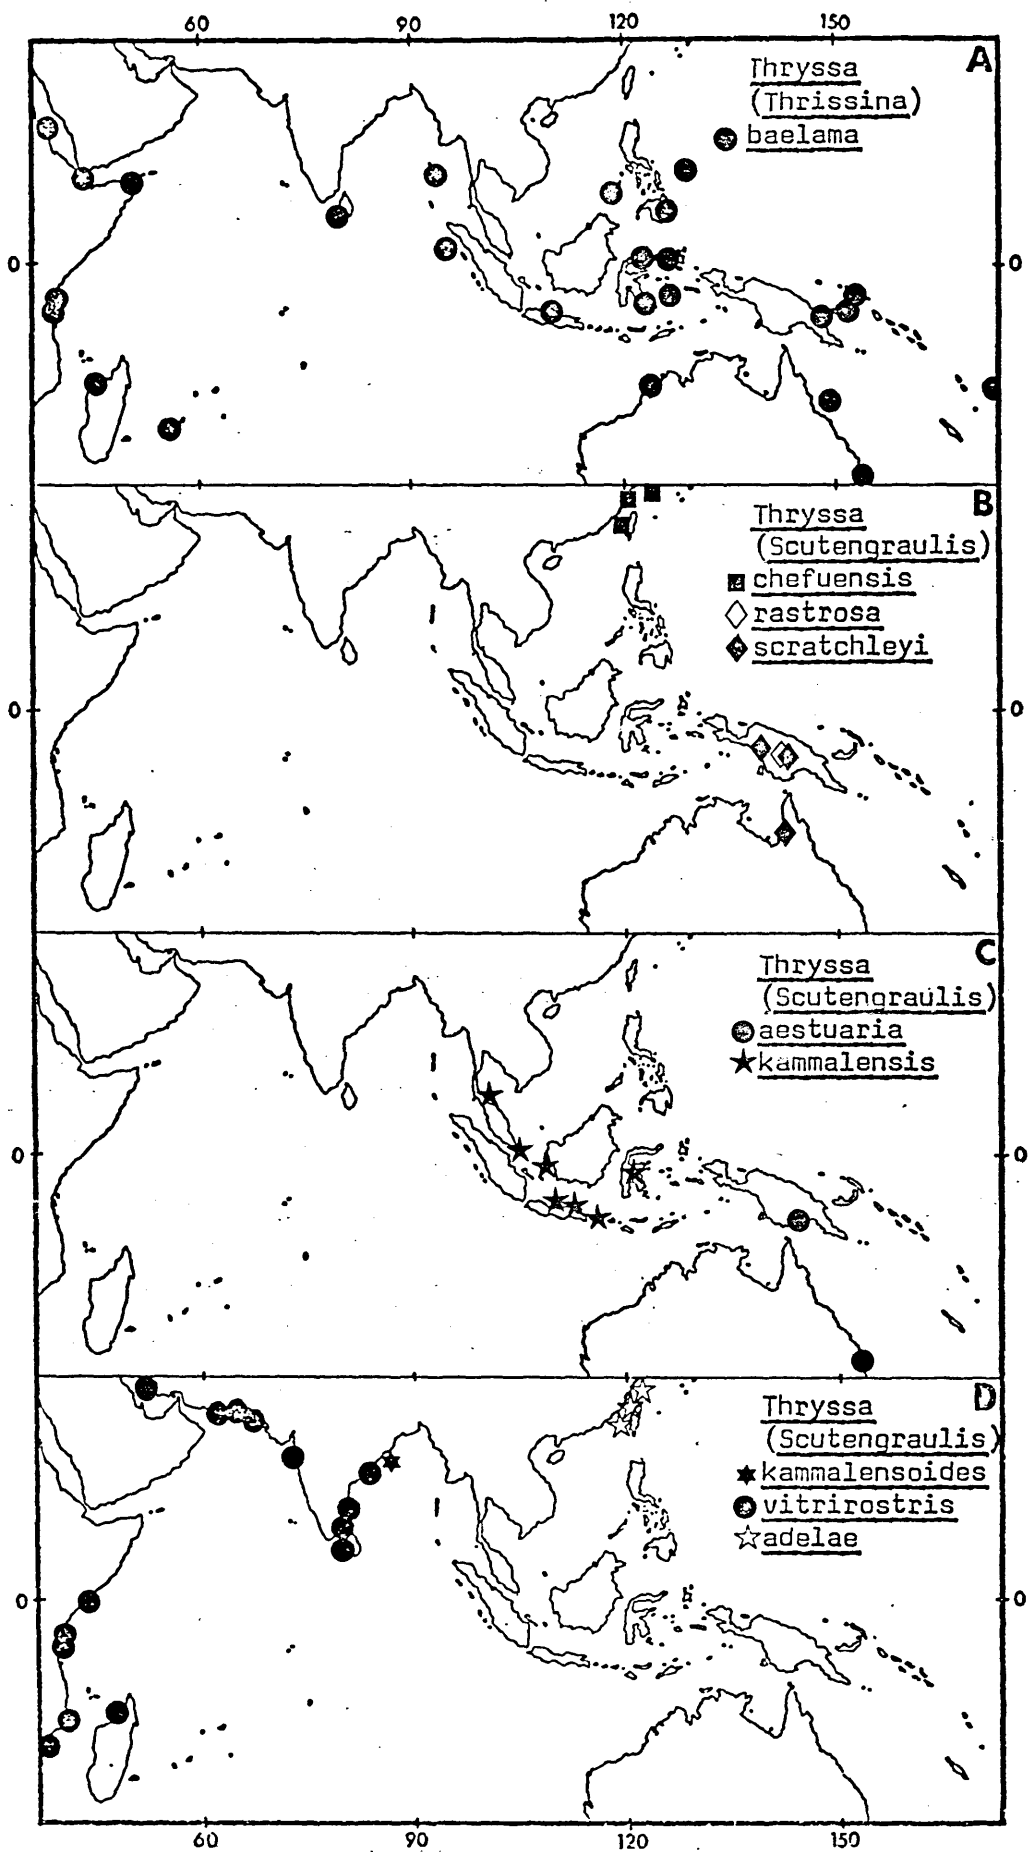 60 90 120 150
A
Thryssa
(Thrissina)
baelama
0 0
B
Thryssa
(Scutengraulis)
chefuensis
rastrosa
scratchleyi
0 0
C
Thryssa
(Scutengraulis)
aestuaria
kammalensis
0 0
D
Thryssa
(Scutengraulis)
kammalensoides
vitrirostris
adelae
0 0
60 90 120 150